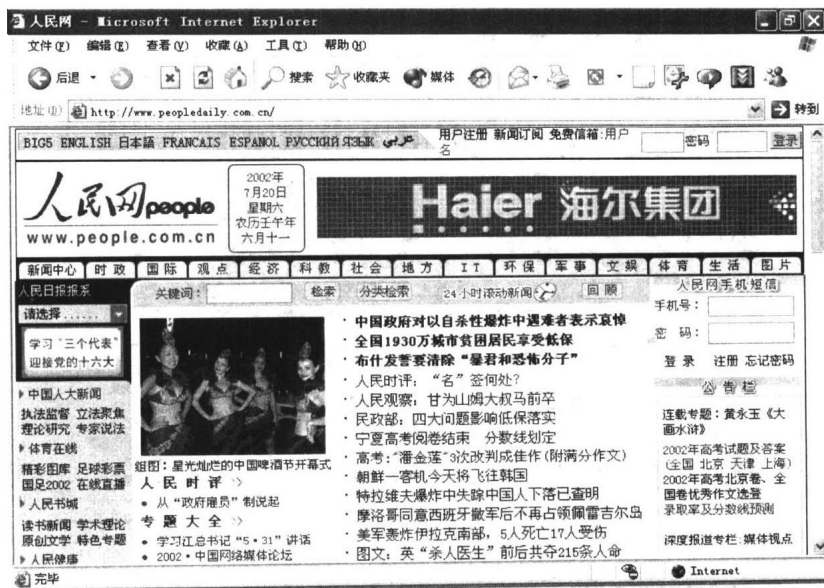 人民网 - Microsoft Internet Explorer
文件(F) 编辑(E) 查看(V) 收藏(A) 工具(T) 帮助(H)
后退 搜索 收藏夹 媒体
地址(D) http://www.peopledaily.com.cn/ 转到
BIG5 ENGLISH 日本語 FRANCAIS ESPANOL РУССКИЙ ЯЗЫК عربي 用户注册 新闻订阅 免费信箱:用户名 密码 登录
人民网 people
www.people.com.cn
2002年
7月20日
星期六
农历壬午年
六月十一
Haier 海尔集团
新闻中心 时政 国际 观点 经济 科教 社会 地方 IT 环保 军事 文娱 体育 生活 图片
人民日报报系
请选择......
学习“三个代表”
迎接党的十六大
中国人大新闻
执法监督 立法聚焦
理论研究 专家说法
体育在线
精彩图库 足球彩票
国足2002 在线直播
人民书城
读书新闻 学术理论
原创文学 特色专题
人民健康
关键词: 检索 分类检索 24小时滚动新闻 回顾
组图:星光灿烂的中国啤酒节开幕式
人民时评
• 从“政府雇员”制说起
专题大全
• 学习江总书记“5·31”讲话
• 2002·中国网络媒体论坛
· 中国政府对以自杀性爆炸中遇难者表示哀悼
· 全国1930万城市贫困居民享受低保
· 布什发誓要清除“暴君和恐怖分子”
· 人民时评:“名”签何处?
· 人民观察:甘为山姆大叔马前卒
· 民政部:四大问题影响低保落实
· 宁夏高考阅卷结束 分数线划定
· 高考:“潘金莲”3次改判成佳作(附满分作文)
· 朝鲜一客机今天将飞往韩国
· 特拉维夫爆炸中失踪中国人下落已查明
· 摩洛哥同意西班牙撤军后不再占领佩雷吉尔岛
· 美军轰炸伊拉克南部,5人死亡17人受伤
· 图文:英“杀人医生”前后共夺215条人命
人民网手机短信
手机号:
密 码:
登录 注册 忘记密码
公告栏
连载专题:黄永玉《大
画水浒》
2002年高考试题及答案
(全国 北京 天津 上海)
2002年高考北京卷、全
国卷优秀作文选登
录取率及分数线预测
深度报道专栏:媒体视点
完毕 Internet